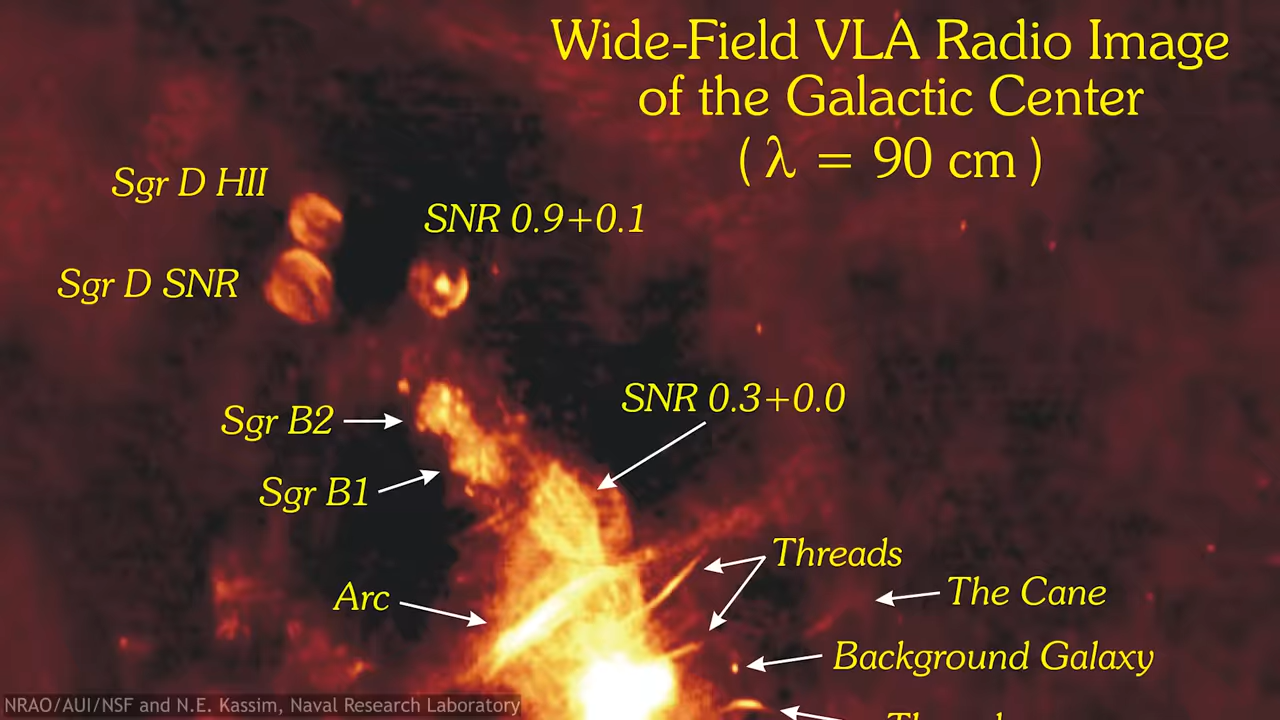 Wide-Field VLA Radio Image
of the Galactic Center
( λ = 90 cm )
Sgr D HII
SNR 0.9+0.1
Sgr D SNR
SNR 0.3+0.0
Sgr B2
Sgr B1
Threads
The Cane
Arc
Background Galaxy
NRAO/AUI/NSF and N.E. Kassim, Naval Research Laboratory